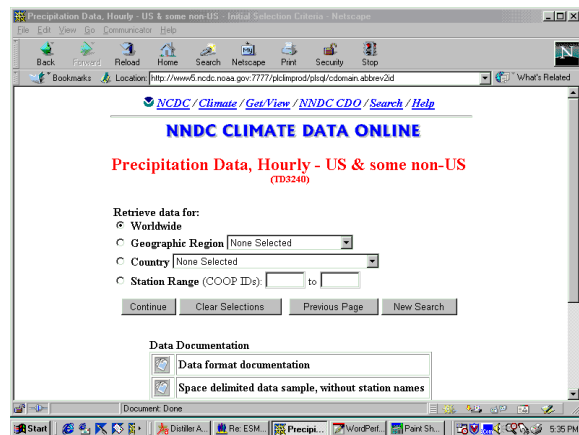 Precipitation Data, Hourly - US & some non-US - Initial Selection Criteria - Netscape
File Edit View Go Communicator Help
Back Forward Reload Home Search Netscape Print Security Stop
N
Bookmarks Location: http://www5.ncdc.noaa.gov:7777/plclimprod/plsql/cdomain.abbrev2id What's Related
NCDC / Climate / Get/View / NNDC CDO / Search / Help
NNDC CLIMATE DATA ONLINE
Precipitation Data, Hourly - US & some non-US
(TD3240)
Retrieve data for:
Worldwide
Geographic Region None Selected
Country None Selected
Station Range (COOP IDs): to
Continue Clear Selections Previous Page New Search
Data Documentation
Data format documentation
Space delimited data sample, without station names
Document: Done
Start Distiller A... Re: ESM... Precipi... WordPerf... Paint Sh... 5:35 PM